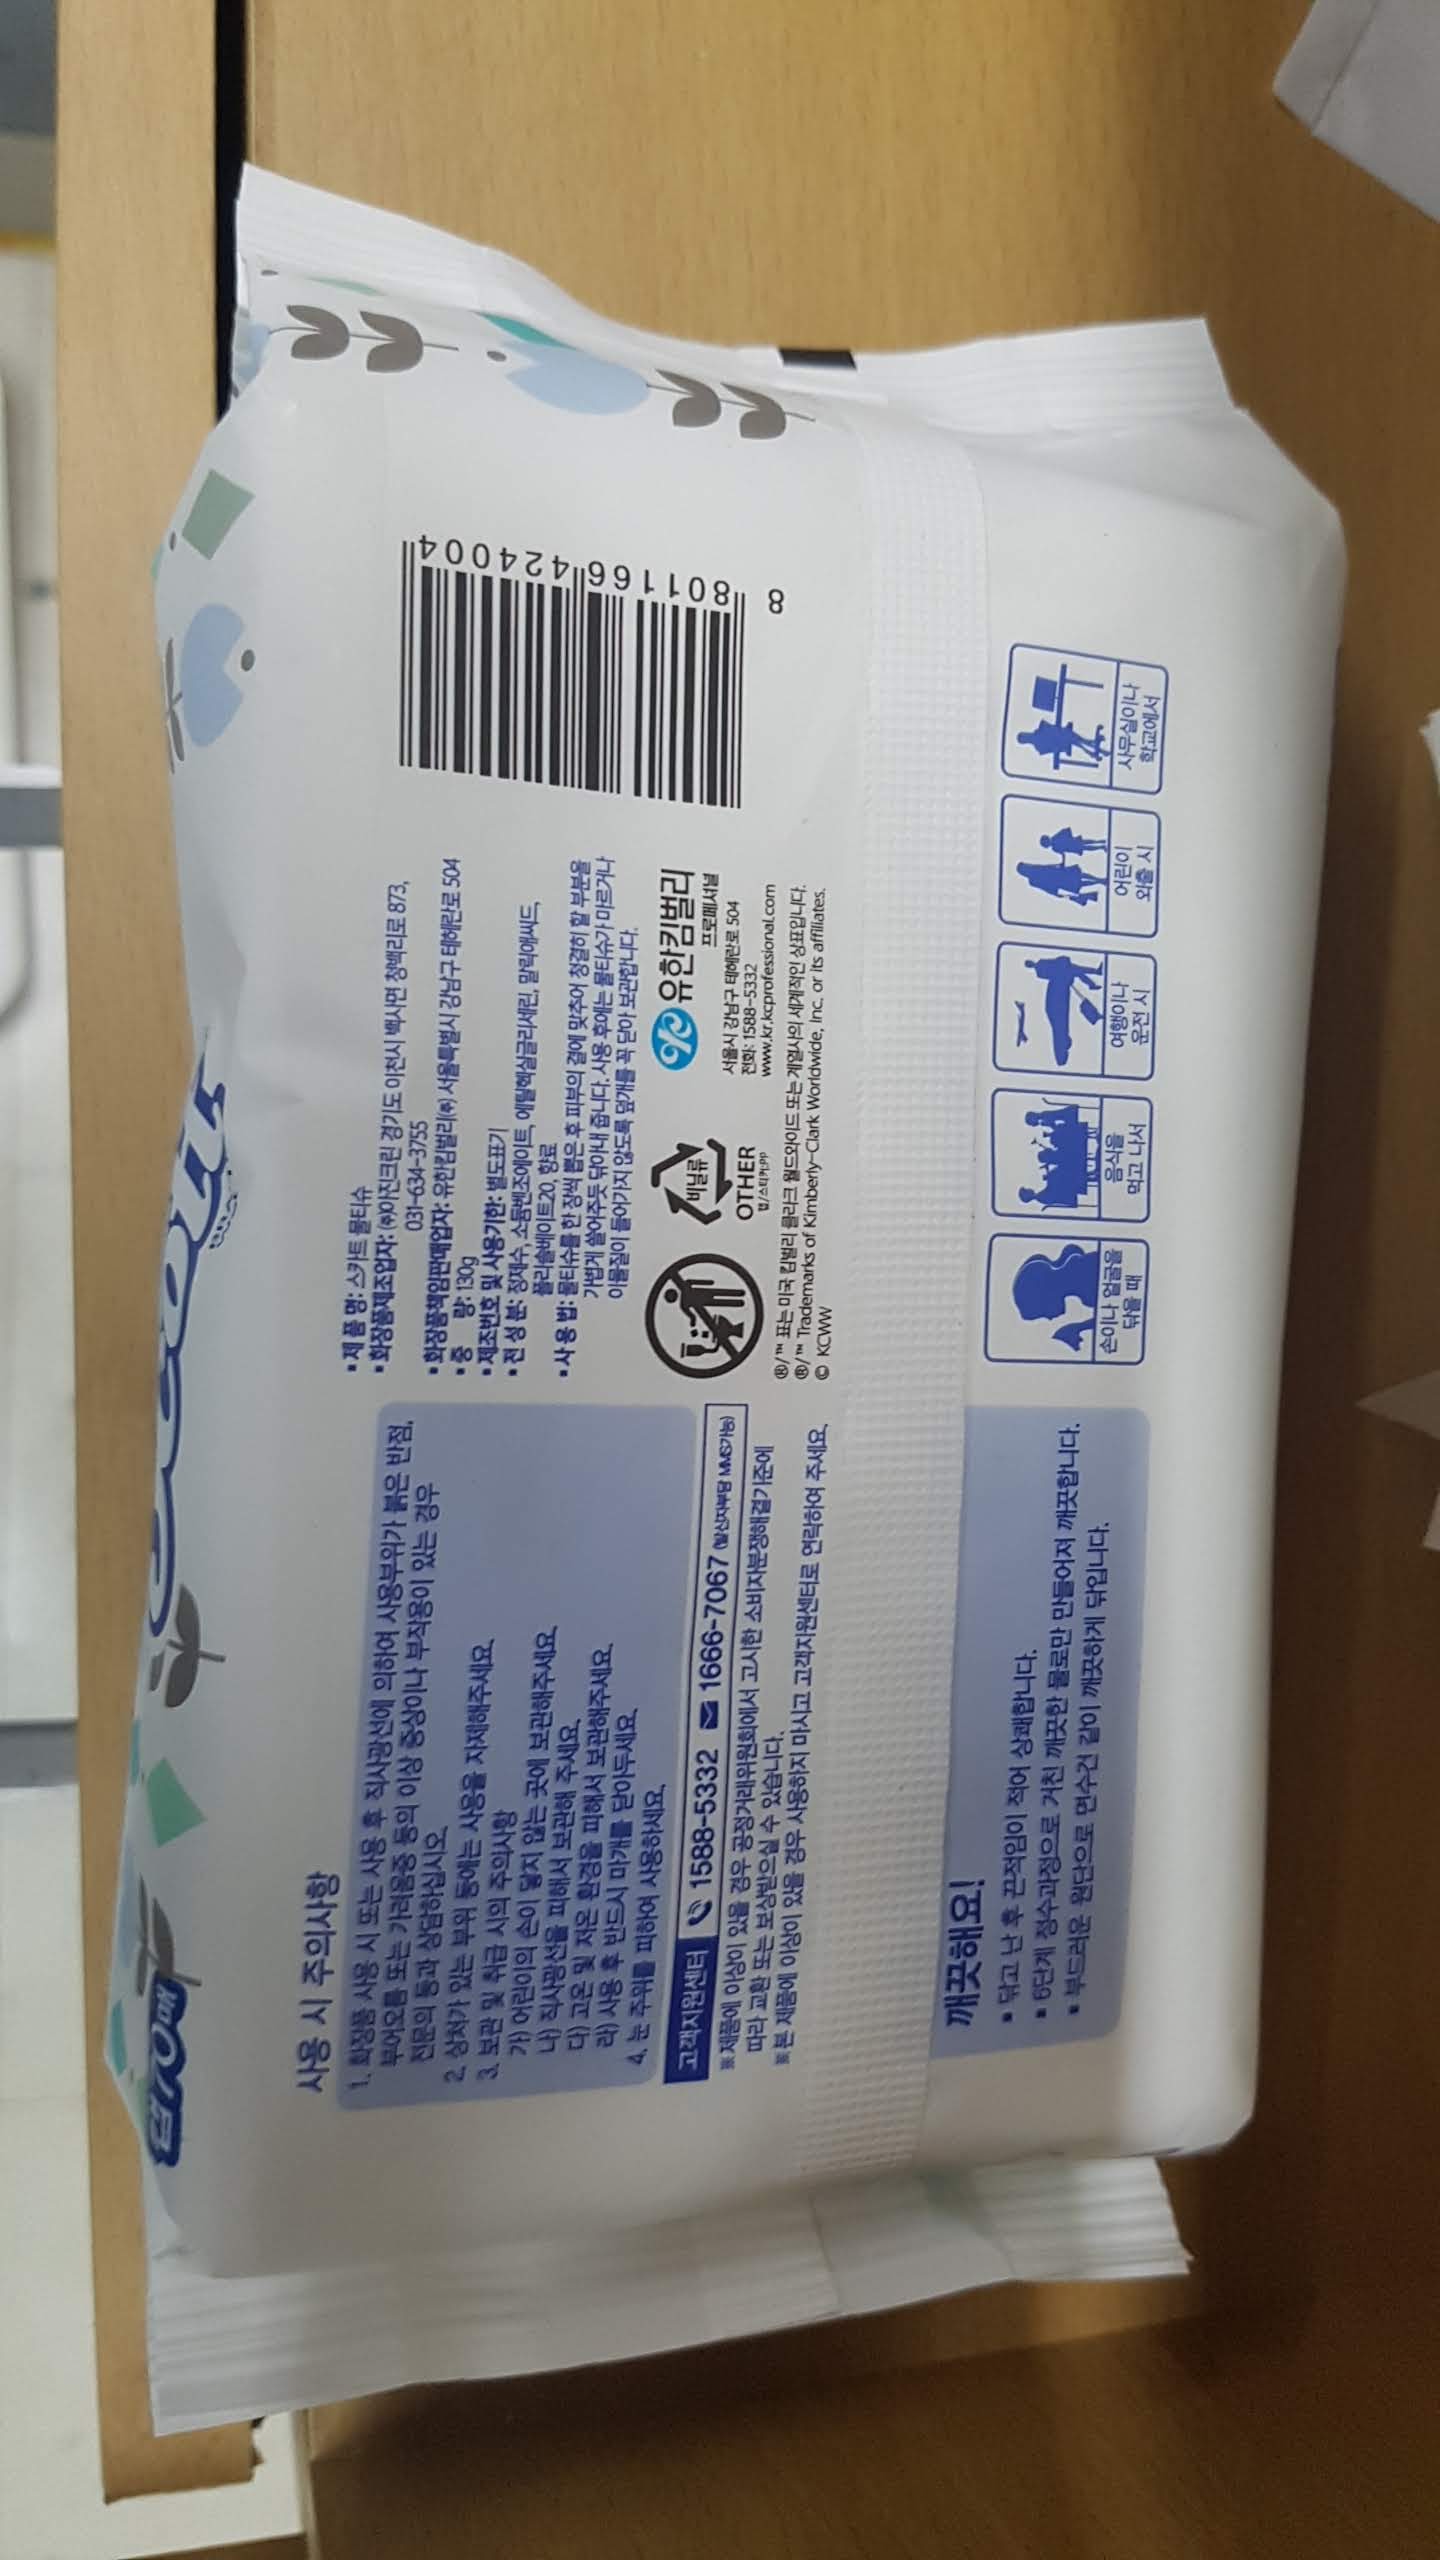 캡70매
사용 시 주의사항
1. 화장품 사용 시 또는 사용 후 직사광선에 의하여 사용부위가 붉은 반점,
부어오름 또는 가려움증 등의 이상 증상이나 부작용이 있는 경우
전문의 등과 상담하십시오.
2. 상처가 있는 부위 등에는 사용을 자제해주세요.
3. 보관 및 취급 시의 주의사항
가) 어린이의 손이 닿지 않는 곳에 보관해주세요.
나) 직사광선을 피해서 보관해 주세요.
다) 고온 및 저온 환경을 피해서 보관해주세요.
라) 사용 후 반드시 마개를 닫아두세요.
4. 눈 주위를 피하여 사용하세요.
고객지원센터 1588-5332 1666-7067 (발신자부담 MMS가능)
※제품에 이상이 있을 경우 공정거래위원회에서 고시한 소비자분쟁해결기준에
따라 교환 또는 보상받으실 수 있습니다.
※본 제품에 이상이 있을 경우 사용하지 마시고 고객지원센터로 연락하여 주세요.
▪제 품 명: 스카트 물티슈
▪화장품제조업자: (주)아진크린 경기도 이천시 백사면 청백리로 873,
031-634-3755
▪화장품책임판매업자: 유한킴벌리(주) 서울특별시 강남구 테헤란로 504
▪중 량: 130g
▪제조번호 및 사용기한: 별도표기
▪전 성 분: 정제수, 소듐벤조에이트, 에틸헥실글리세린, 말릭애씨드,
폴리솔베이트20, 향료
▪사 용 법: 물티슈를 한 장씩 뽑은 후 피부의 결에 맞추어 청결히 할 부분을
가볍게 쓸어주듯 닦아내 줍니다. 사용 후에는 물티슈가 마르거나
이물질이 들어가지 않도록 덮개를 꼭 닫아 보관합니다.
비닐류
OTHER
캡/스티커:PP
유한킴벌리
프로페셔널
서울시 강남구 테헤란로 504
전화: 1588-5332
www.kr.kcprofessional.com
®/™ 표는 미국 킴벌리 클라크 월드와이드 또는 계열사의 세계적인 상표입니다.
®/™ Trademarks of Kimberly-Clark Worldwide, Inc. or its affiliates.
© KCWW
8 801166 424004
깨끗해요!
▪ 닦고 난 후 끈적임이 적어 상쾌합니다.
▪ 6단계 정수과정으로 거친 깨끗한 물로만 만들어져 깨끗합니다.
▪ 부드러운 원단으로 면수건 같이 깨끗하게 닦입니다.
손이나 얼굴을
닦을 때
음식을
먹고 나서
여행이나
운전 시
어린이
외출 시
사무실이나
학교에서